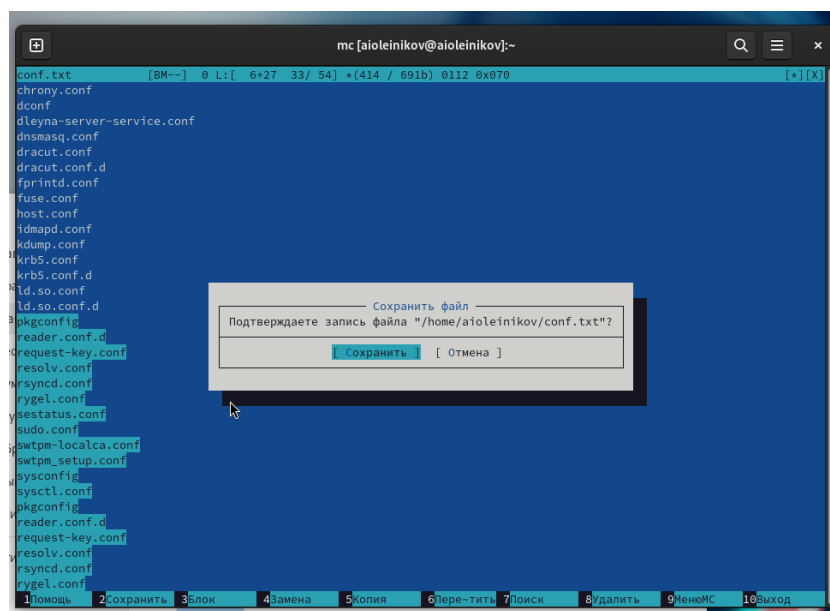 mc [aioleinikov@aioleinikov]:~
conf.txt [BM--] 0 L:[ 6+27 33/ 54] *(414 / 691b) 0112 0x070 [*][X]
chrony.conf
dconf
dleyna-server-service.conf
dnsmasq.conf
dracut.conf
dracut.conf.d
fprintd.conf
fuse.conf
host.conf
idmapd.conf
kdump.conf
krb5.conf
krb5.conf.d
ld.so.conf
ld.so.conf.d
pkgconfig
reader.conf.d
request-key.conf
resolv.conf
rsyncd.conf
rygel.conf
sestatus.conf
sudo.conf
swtpm-localca.conf
swtpm_setup.conf
sysconfig
sysctl.conf
pkgconfig
reader.conf.d
request-key.conf
resolv.conf
rsyncd.conf
rygel.conf
Сохранить файл
Подтверждаете запись файла "/home/aioleinikov/conf.txt"?
[ Сохранить ] [ Отмена ]
1Помощь 2Сохранить 3Блок 4Замена 5Копия 6Пере~тить 7Поиск 8Удалить 9МенюМС 10Выход